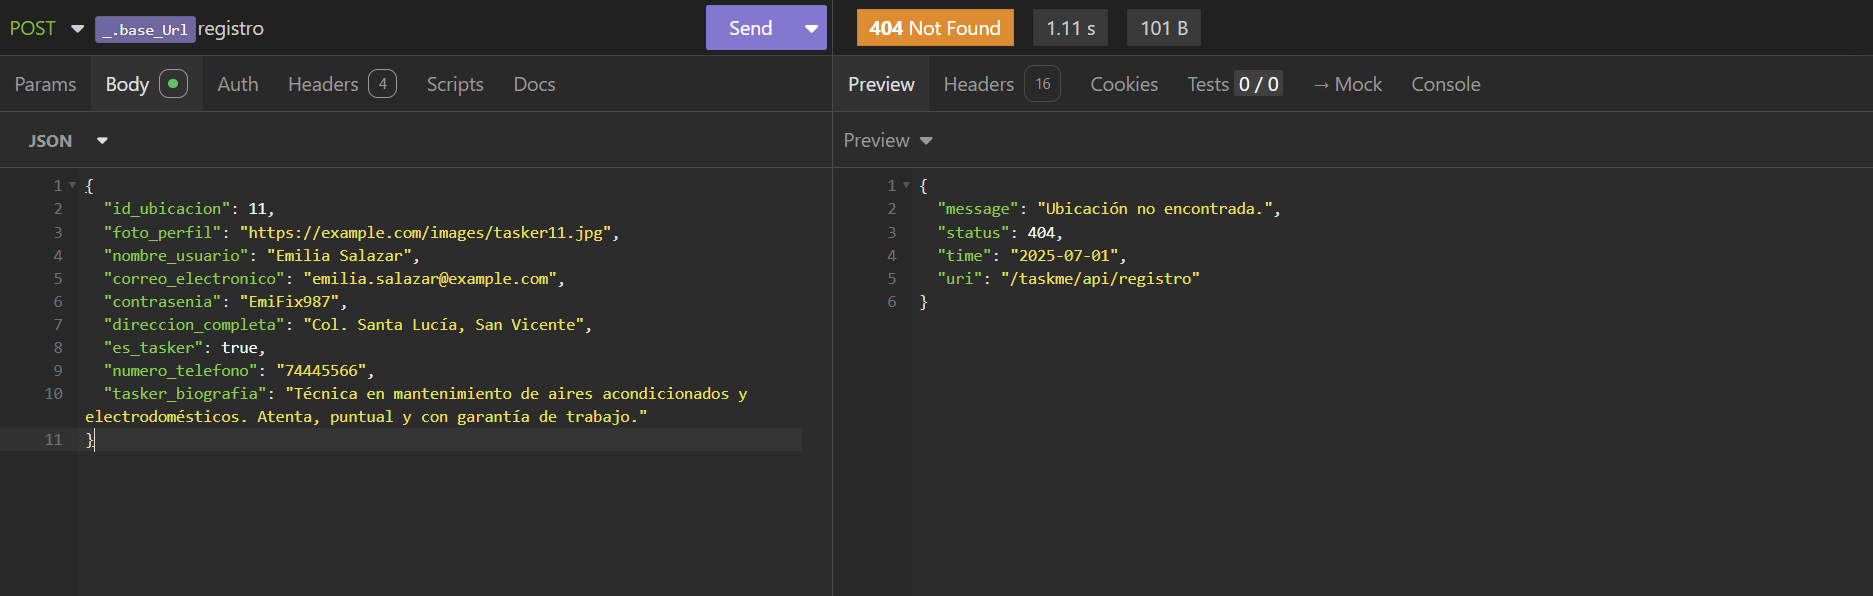 POST _.base_Url registro Send
404 Not Found 1.11 s 101 B
Params Body Auth Headers 4 Scripts Docs
Preview Headers 16 Cookies Tests 0 / 0 → Mock Console
JSON
Preview
1 {
2 "id_ubicacion": 11,
3 "foto_perfil": "https://example.com/images/tasker11.jpg",
4 "nombre_usuario": "Emilia Salazar",
5 "correo_electronico": "emilia.salazar@example.com",
6 "contrasenia": "EmiFix987",
7 "direccion_completa": "Col. Santa Lucía, San Vicente",
8 "es_tasker": true,
9 "numero_telefono": "74445566",
10 "tasker_biografia": "Técnica en mantenimiento de aires acondicionados y
electrodomésticos. Atenta, puntual y con garantía de trabajo."
11 }
1 {
2 "message": "Ubicación no encontrada.",
3 "status": 404,
4 "time": "2025-07-01",
5 "uri": "/taskme/api/registro"
6 }